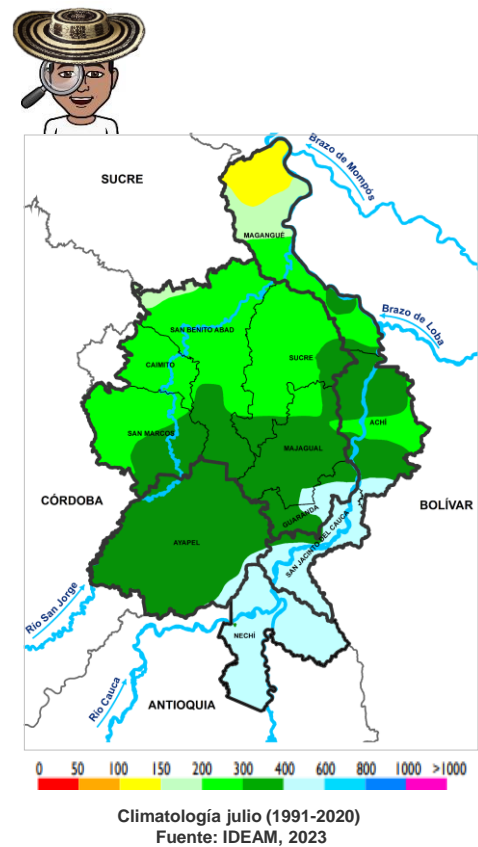 Brazo de Mompós
SUCRE
MAGANGUÉ
Brazo de Loba
SAN BENITO ABAD
SUCRE
CAIMITO
ACHÍ
SAN MARCOS
MAJAGUAL
CÓRDOBA
BOLÍVAR
GUARANDA
SAN JACINTO DEL CAUCA
AYAPEL
Río San Jorge
NECHÍ
Río Cauca
ANTIOQUIA
0 50 100 150 200 300 400 600 800 1000 >1000
Climatología julio (1991-2020)
Fuente: IDEAM, 2023